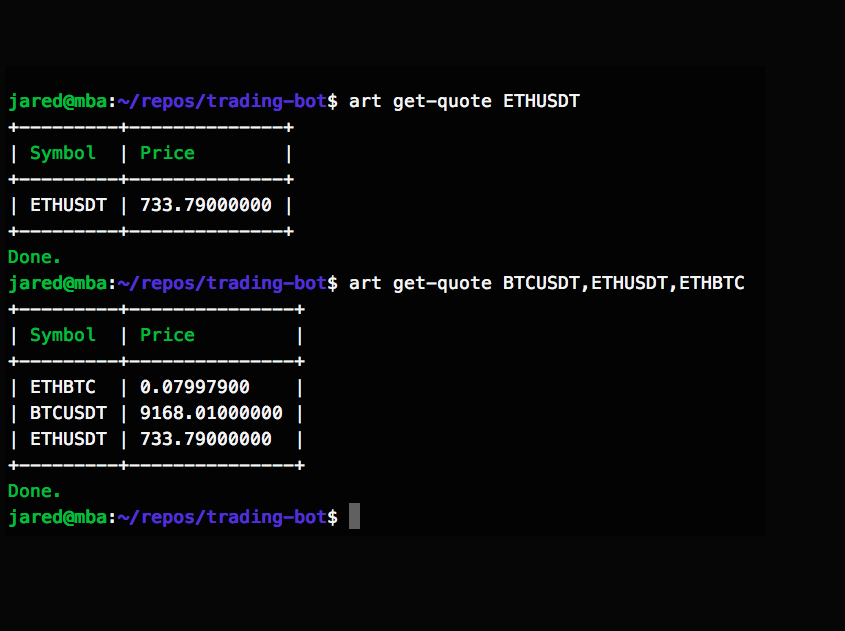 jared@mba:~/repos/trading-bot$ art get-quote ETHUSDT
+---------+--------------+
| Symbol  | Price        |
+---------+--------------+
| ETHUSDT | 733.79000000 |
+---------+--------------+
Done.
jared@mba:~/repos/trading-bot$ art get-quote BTCUSDT,ETHUSDT,ETHBTC
+---------+---------------+
| Symbol  | Price         |
+---------+---------------+
| ETHBTC  | 0.07997900    |
| BTCUSDT | 9168.01000000 |
| ETHUSDT | 733.79000000  |
+---------+---------------+
Done.
jared@mba:~/repos/trading-bot$